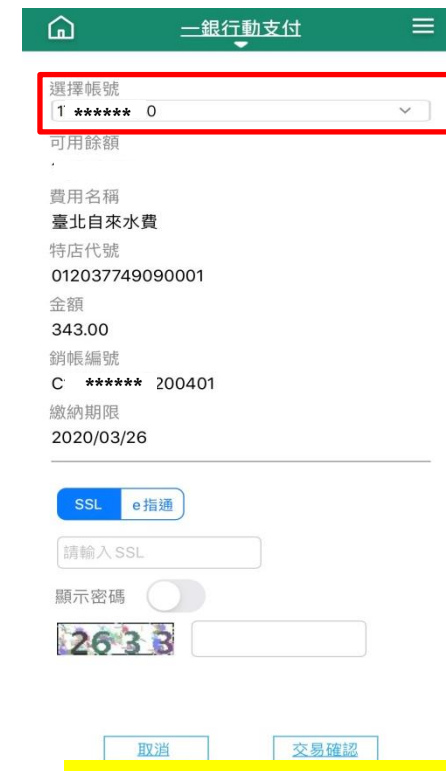 一銀行動支付
選擇帳號
1 ****** 0
可用餘額
費用名稱
臺北自來水費
特店代號
012037749090001
金額
343.00
銷帳編號
C ****** 200401
繳納期限
2020/03/26
SSL e指通
請輸入SSL
顯示密碼
2633
取消 交易確認